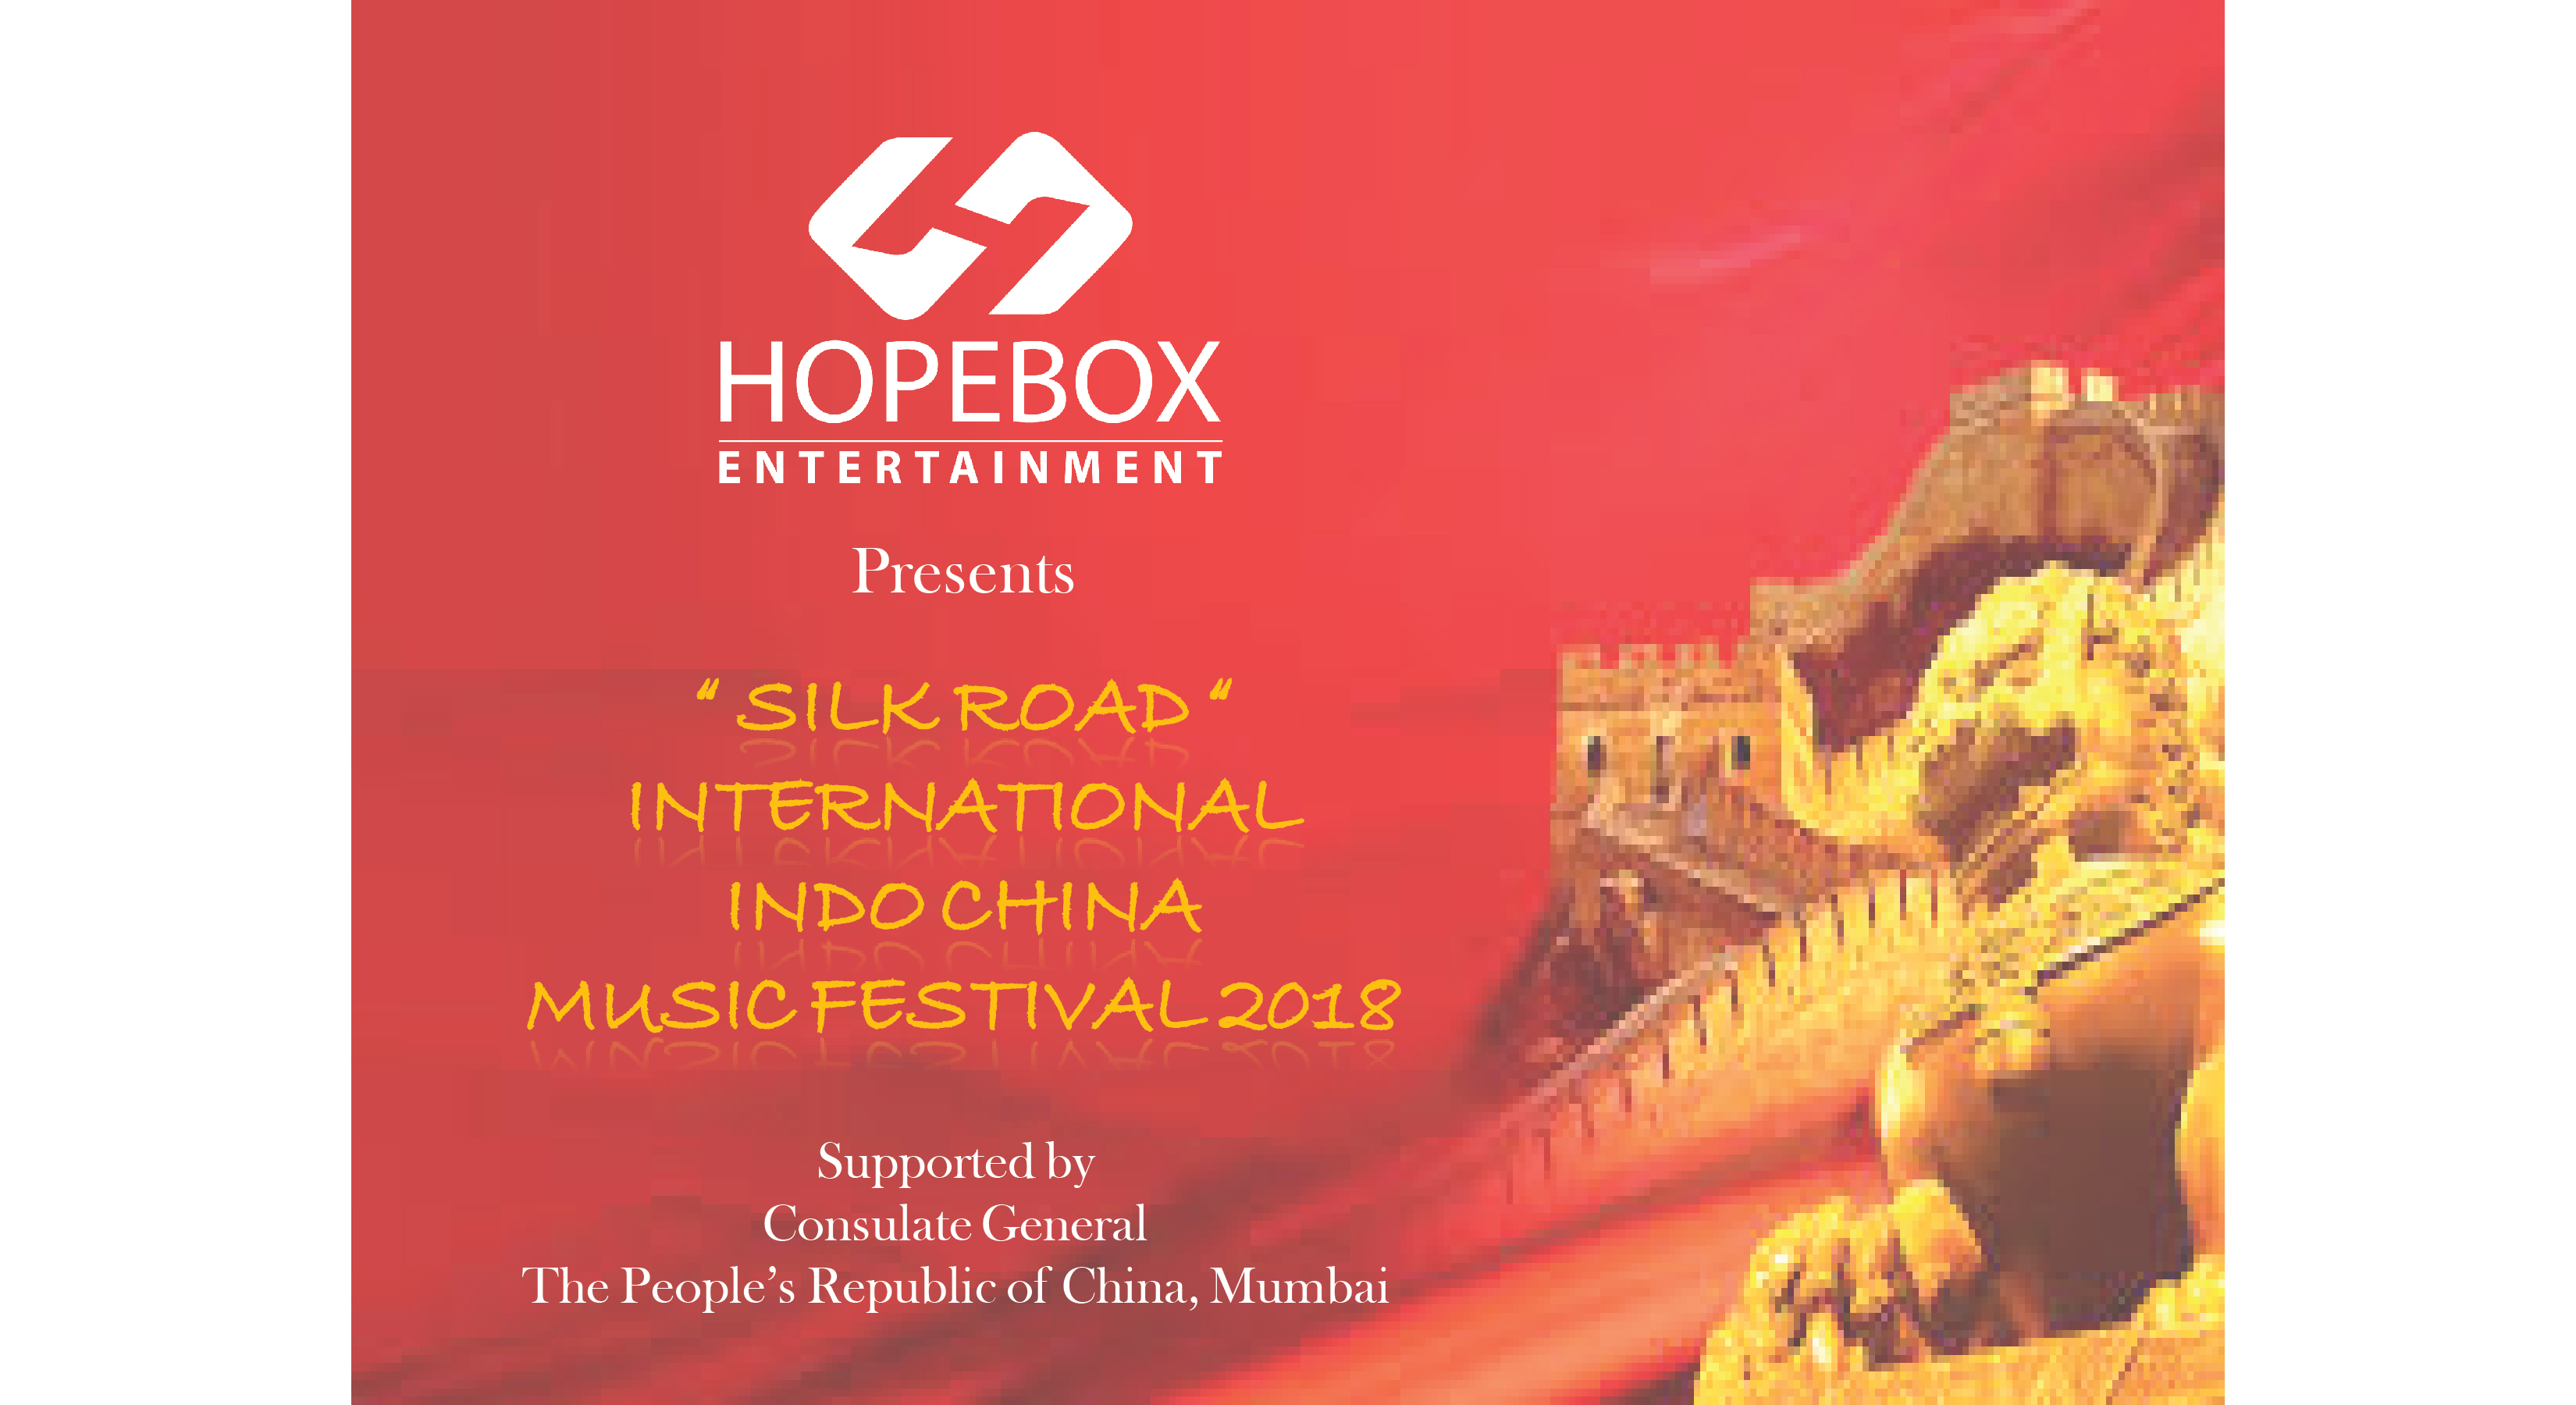 HOPEBOX
ENTERTAINMENT
Presents
“ SILK ROAD “
INTERNATIONAL
INDO CHINA
MUSIC FESTIVAL 2018
Supported by
Consulate General
The People’s Republic of China, Mumbai